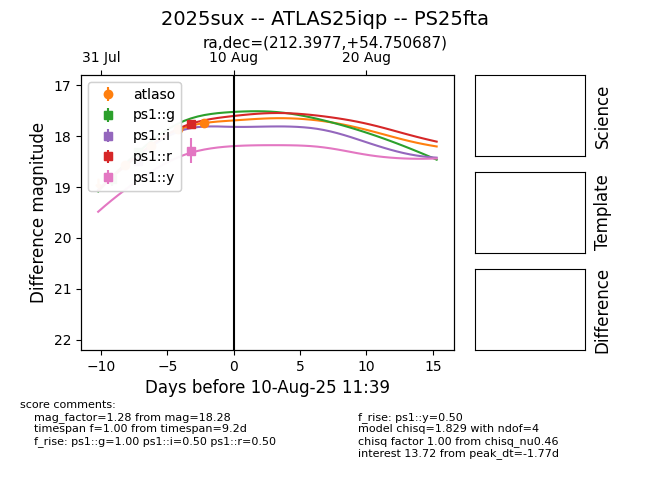 2025sux -- ATLAS25iqp -- PS25fta
ra,dec=(212.3977,+54.750687)
31 Jul 10 Aug 20 Aug
17
18
19
20
21
22
Difference magnitude
atlaso
ps1::g
ps1::i
ps1::r
ps1::y
−10 −5 0 5 10 15
Days before 10-Aug-25 11:39
Science
Template
Difference
score comments:
mag_factor=1.28 from mag=18.28
timespan f=1.00 from timespan=9.2d
f_rise: ps1::g=1.00 ps1::i=0.50 ps1::r=0.50
f_rise: ps1::y=0.50
model chisq=1.829 with ndof=4
chisq factor 1.00 from chisq_nu0.46
interest 13.72 from peak_dt=-1.77d